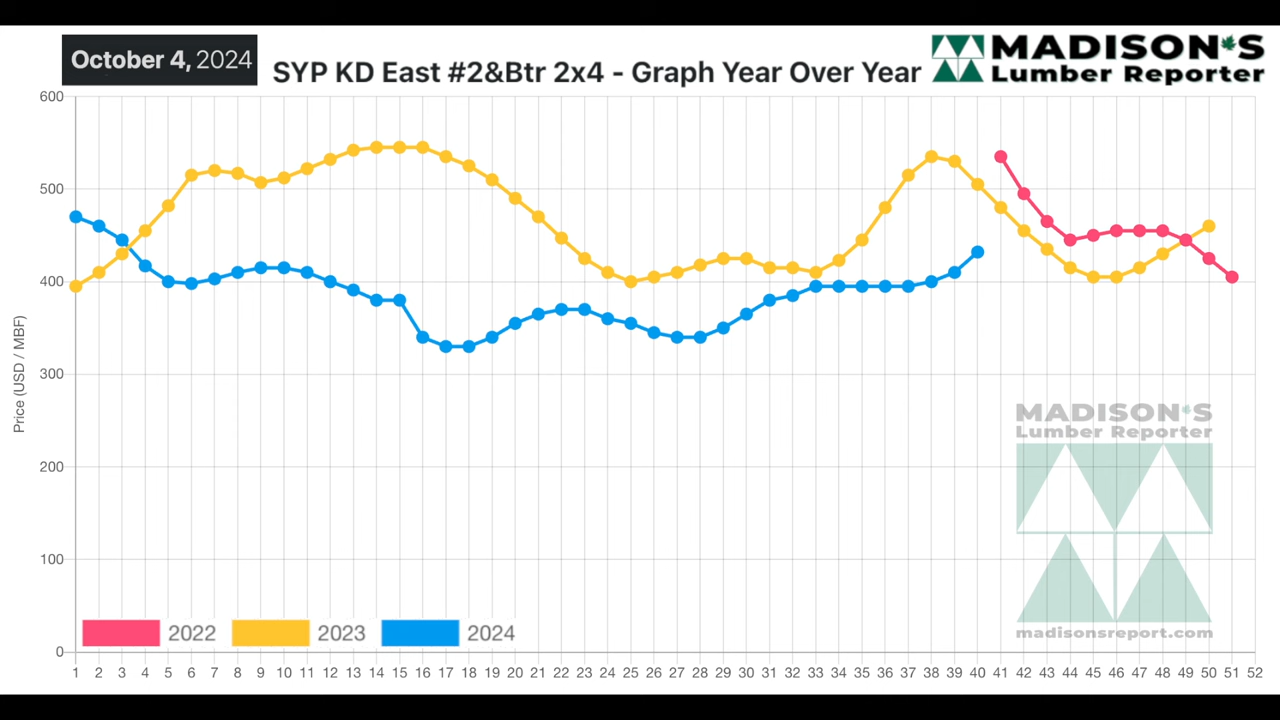 October 4, 2024
SYP KD East #2&Btr 2x4 - Graph Year Over Year
MADISON'S
Lumber Reporter
600
500
400
300
200
100
0
Price (USD / MBF)
MADISON'S
Lumber Reporter
madisonsreport.com
2022 2023 2024
1 2 3 4 5 6 7 8 9 10 11 12 13 14 15 16 17 18 19 20 21 22 23 24 25 26 27 28 29 30 31 32 33 34 35 36 37 38 39 40 41 42 43 44 45 46 47 48 49 50 51 52